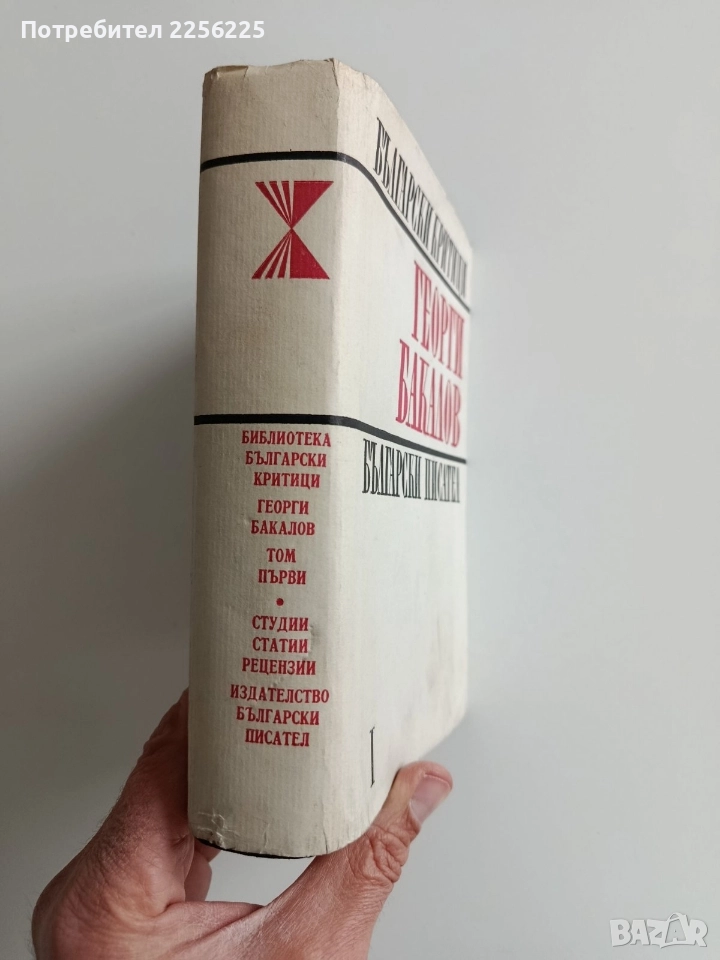 Потребител 2256225
БИБЛИОТЕКА
БЪЛГАРСКИ
КРИТИЦИ
ГЕОРГИ
БАКАЛОВ
ТОМ
ПЪРВИ
•
СТУДИИ
СТАТИИ
РЕЦЕНЗИИ
ИЗДАТЕЛСТВО
БЪЛГАРСКИ
ПИСАТЕЛ
БЪЛГАРСКИ КРИТИЦИ
ГЕОРГИ
БАКАЛОВ
БЪЛГАРСКИ ПИСАТЕЛ
I
BAZAR